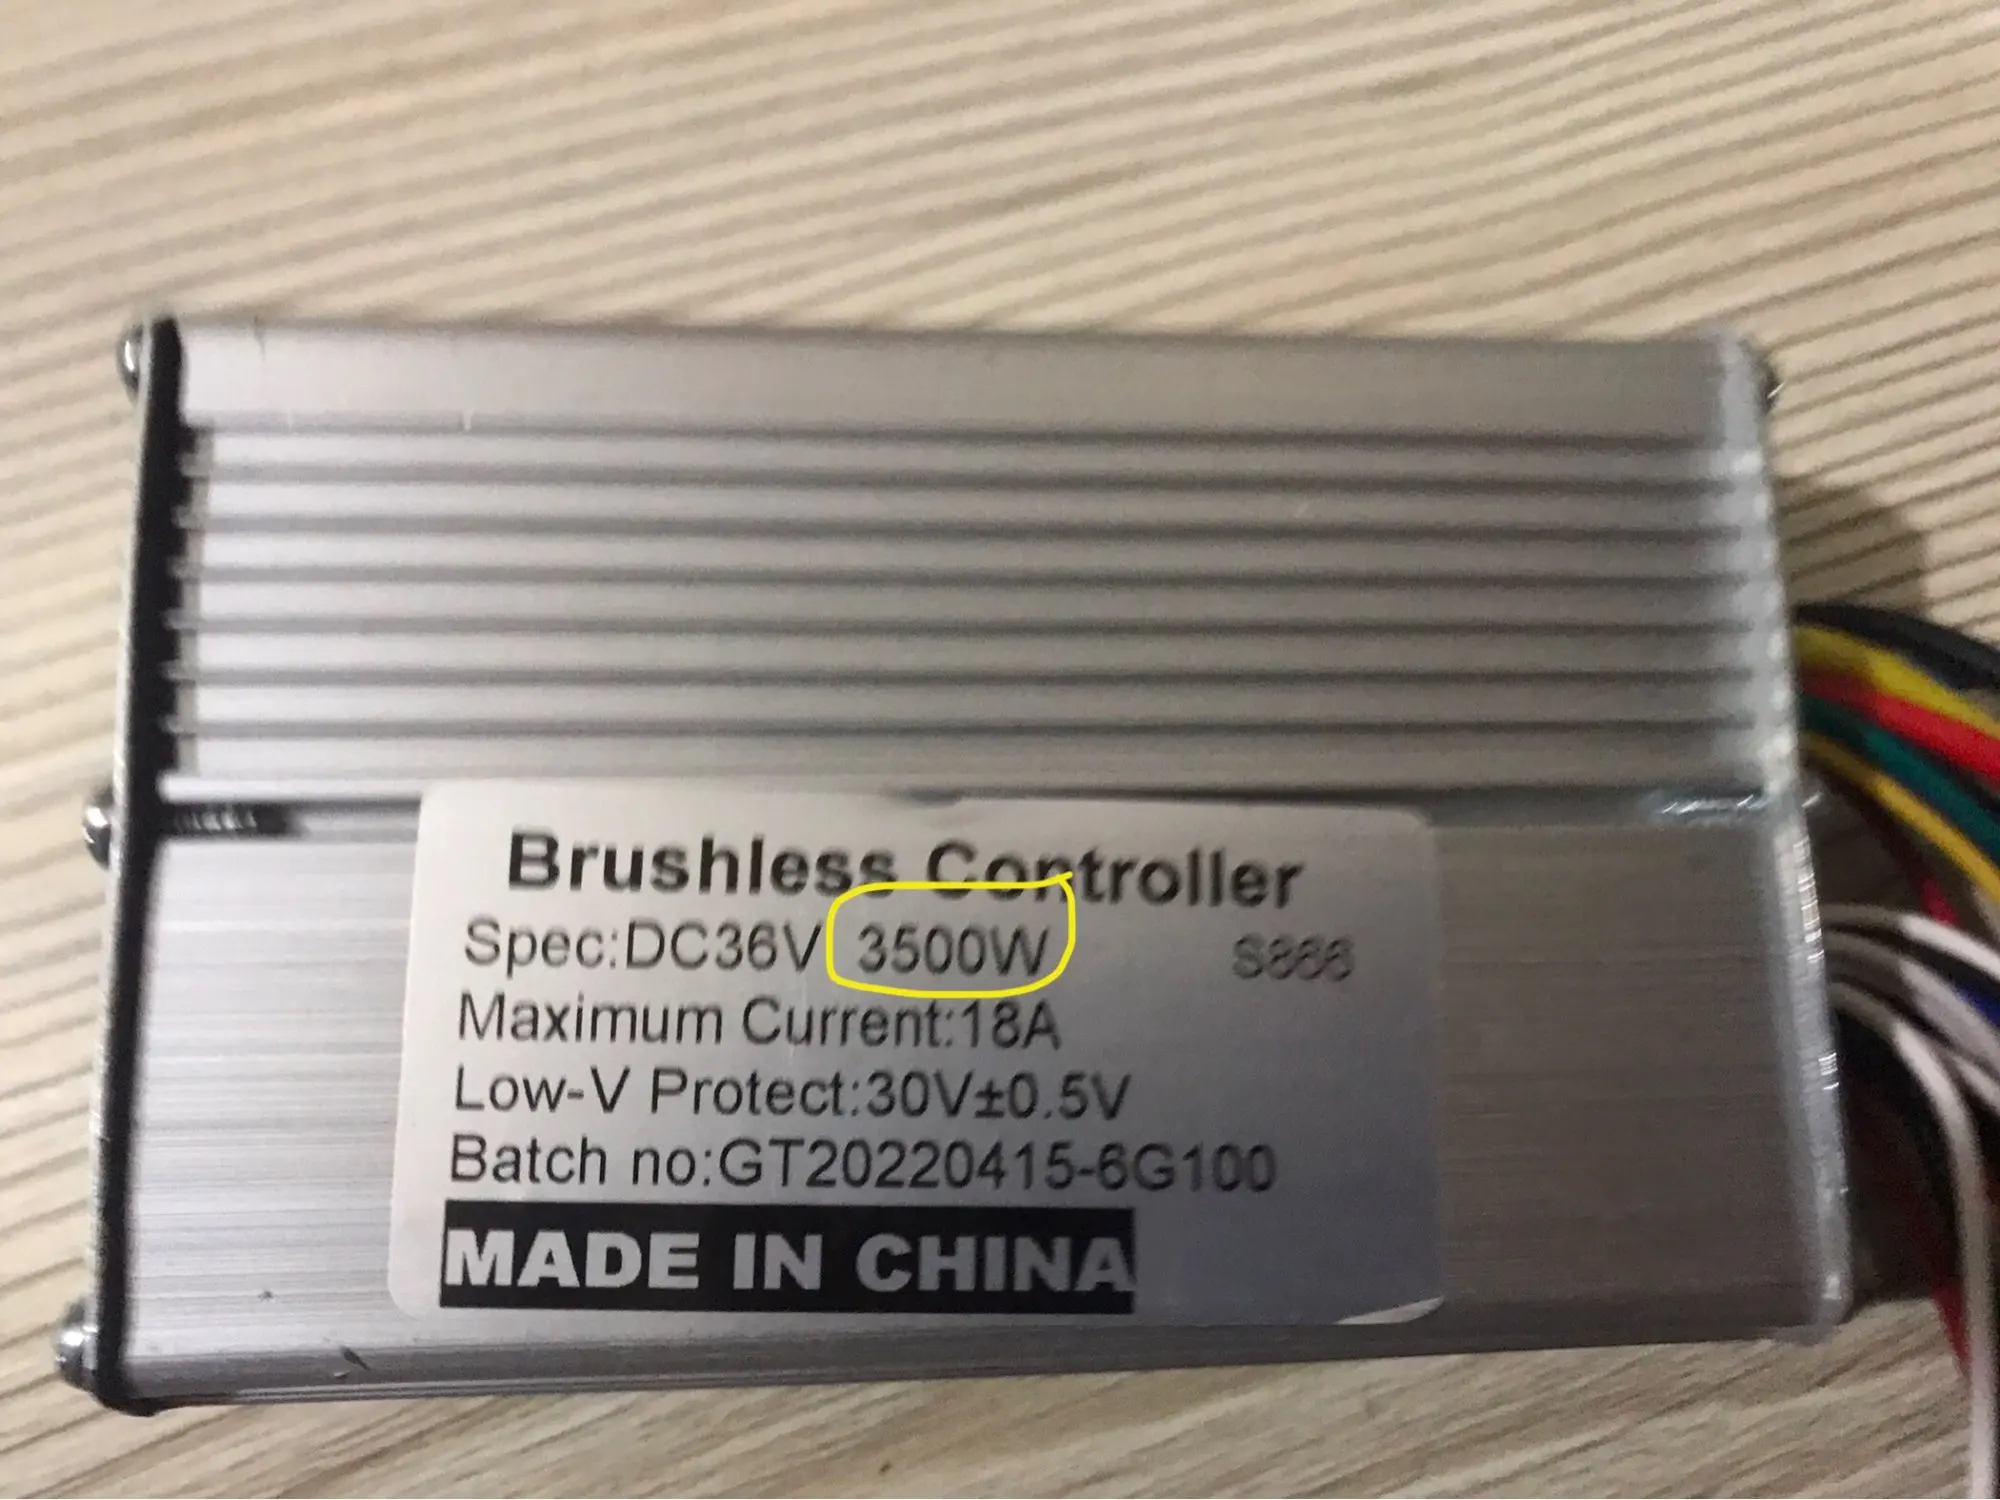 Brushless Controller
Spec:DC36V 3500W S866
Maximum Current:18A
Low-V Protect:30V±0.5V
Batch no:GT20220415-6G100
MADE IN CHINA